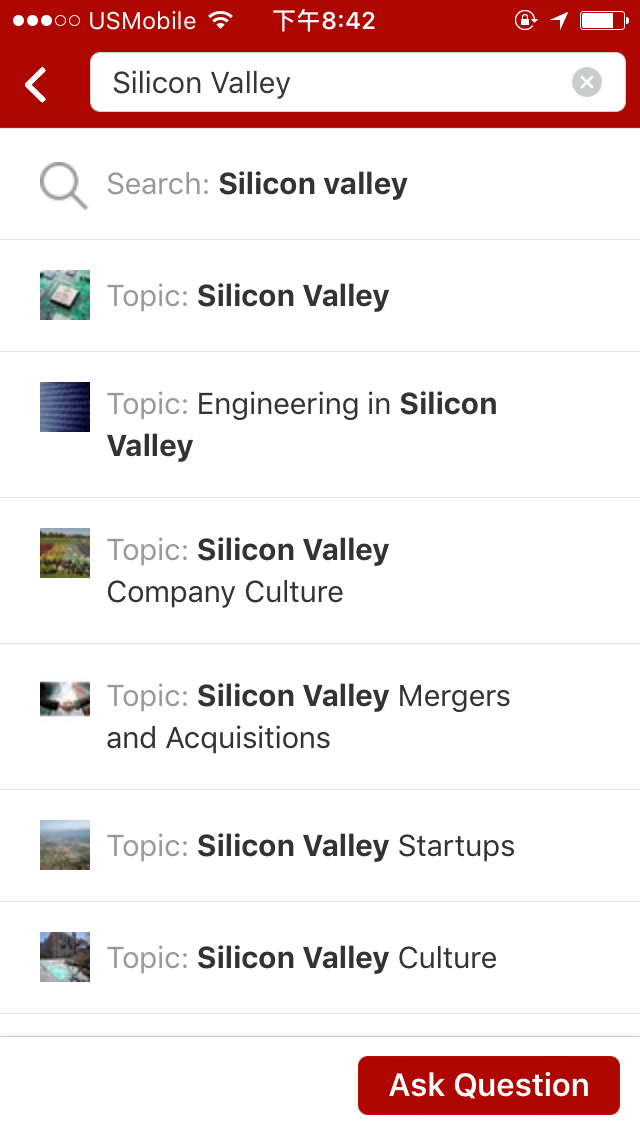 USMobile 下午8:42
Silicon Valley
Search: Silicon valley
Topic: Silicon Valley
Topic: Engineering in Silicon
Valley
Topic: Silicon Valley
Company Culture
Topic: Silicon Valley Mergers
and Acquisitions
Topic: Silicon Valley Startups
Topic: Silicon Valley Culture
Ask Question